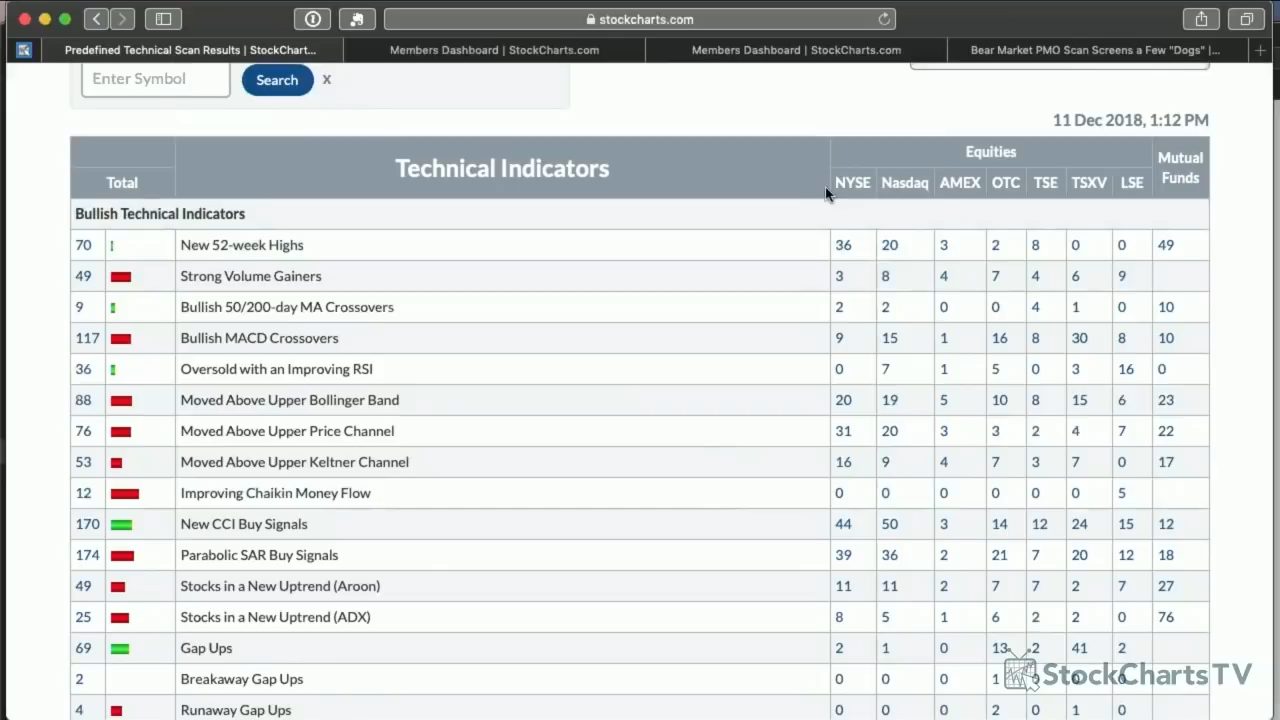 stockcharts.com
Predefined Technical Scan Results | StockChart... Members Dashboard | StockCharts.com Members Dashboard | StockCharts.com Bear Market PMO Scan Screens a Few "Dogs" |...
Enter Symbol Search x
11 Dec 2018, 1:12 PM
Total Technical Indicators Equities Mutual Funds
NYSE Nasdaq AMEX OTC TSE TSXV LSE
Bullish Technical Indicators
70 New 52-week Highs 36 20 3 2 8 0 0 49
49 Strong Volume Gainers 3 8 4 7 4 6 9
9 Bullish 50/200-day MA Crossovers 2 2 0 0 4 1 0 10
117 Bullish MACD Crossovers 9 15 1 16 8 30 8 10
36 Oversold with an Improving RSI 0 7 1 5 0 3 16 0
88 Moved Above Upper Bollinger Band 20 19 5 10 8 15 6 23
76 Moved Above Upper Price Channel 31 20 3 3 2 4 7 22
53 Moved Above Upper Keltner Channel 16 9 4 7 3 7 0 17
12 Improving Chaikin Money Flow 0 0 0 0 0 0 5
170 New CCI Buy Signals 44 50 3 14 12 24 15 12
174 Parabolic SAR Buy Signals 39 36 2 21 7 20 12 18
49 Stocks in a New Uptrend (Aroon) 11 11 2 7 7 2 7 27
25 Stocks in a New Uptrend (ADX) 8 5 1 6 2 2 0 76
69 Gap Ups 2 1 0 13 2 41 2
2 Breakaway Gap Ups 0 0 0 1 0 0
StockChartsTV
4 Runaway Gap Ups 0 0 0 2 0 1 0